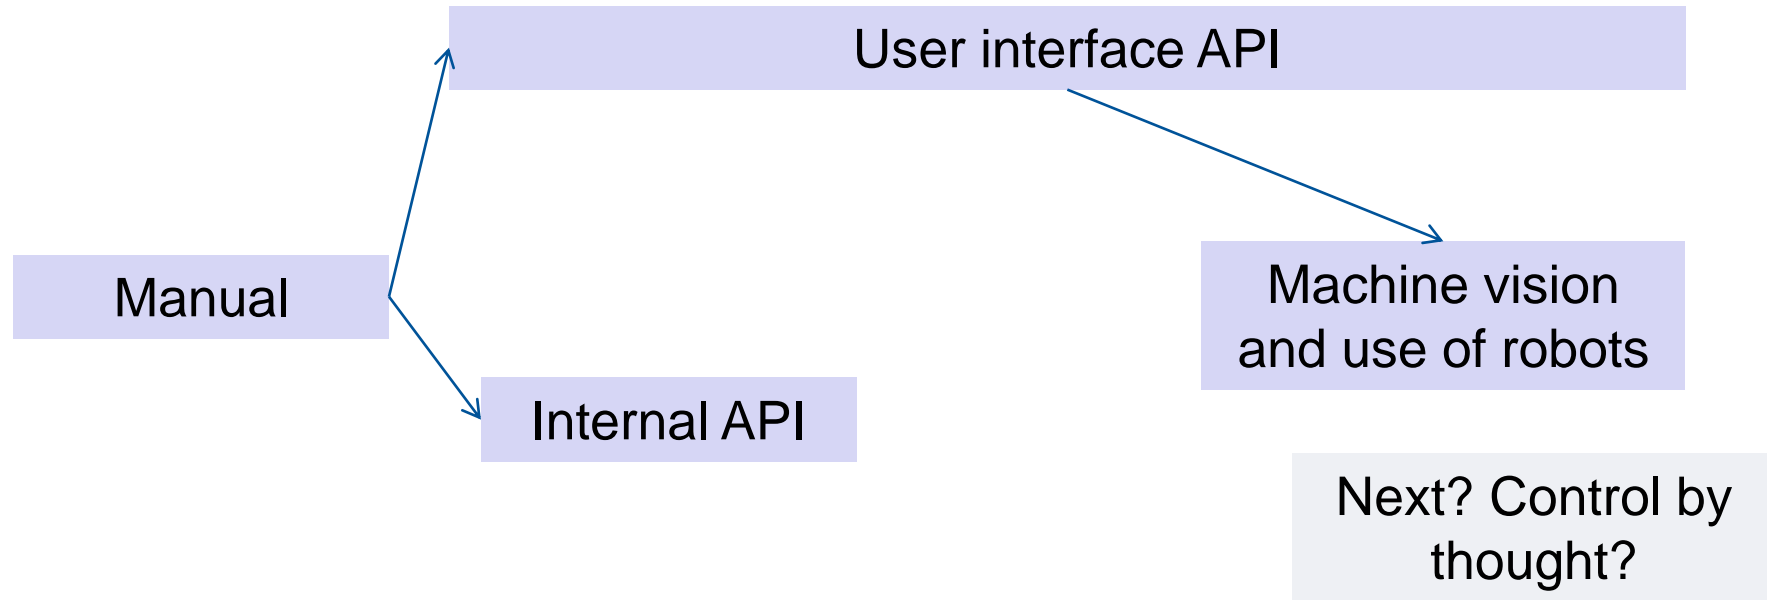 User interface API
Manual
Machine vision
and use of robots
Internal API
Next? Control by
thought?